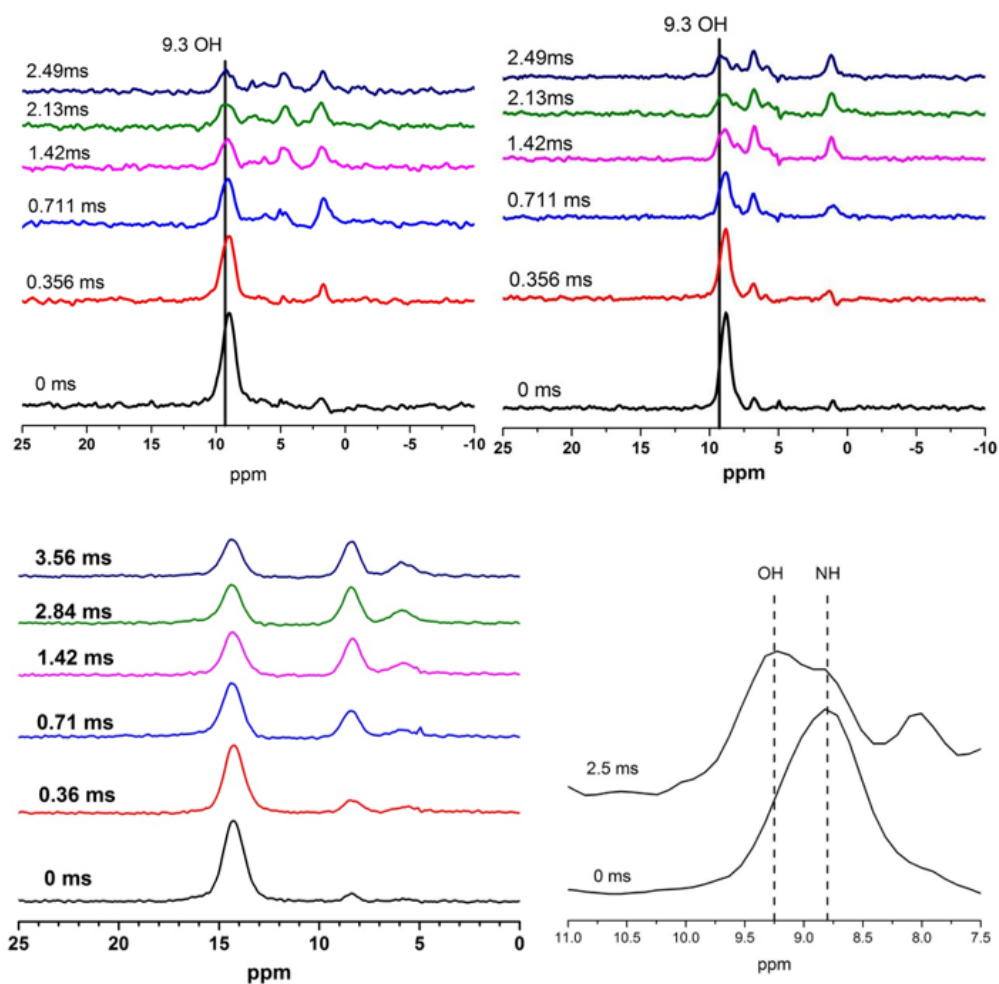 9.3 OH
2.49ms
2.13ms
1.42ms
0.711 ms
0.356 ms
0 ms
25 20 15 10 5 0 -5 -10
ppm
9.3 OH
2.49ms
2.13ms
1.42ms
0.711 ms
0.356 ms
0 ms
25 20 15 10 5 0 -5 -10
ppm
3.56 ms
2.84 ms
1.42 ms
0.71 ms
0.36 ms
0 ms
25 20 15 10 5 0
ppm
OH NH
2.5 ms
0 ms
11.0 10.5 10.0 9.5 9.0 8.5 8.0 7.5
ppm